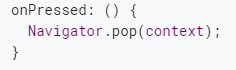 onPressed: () {
  Navigator.pop(context);
}